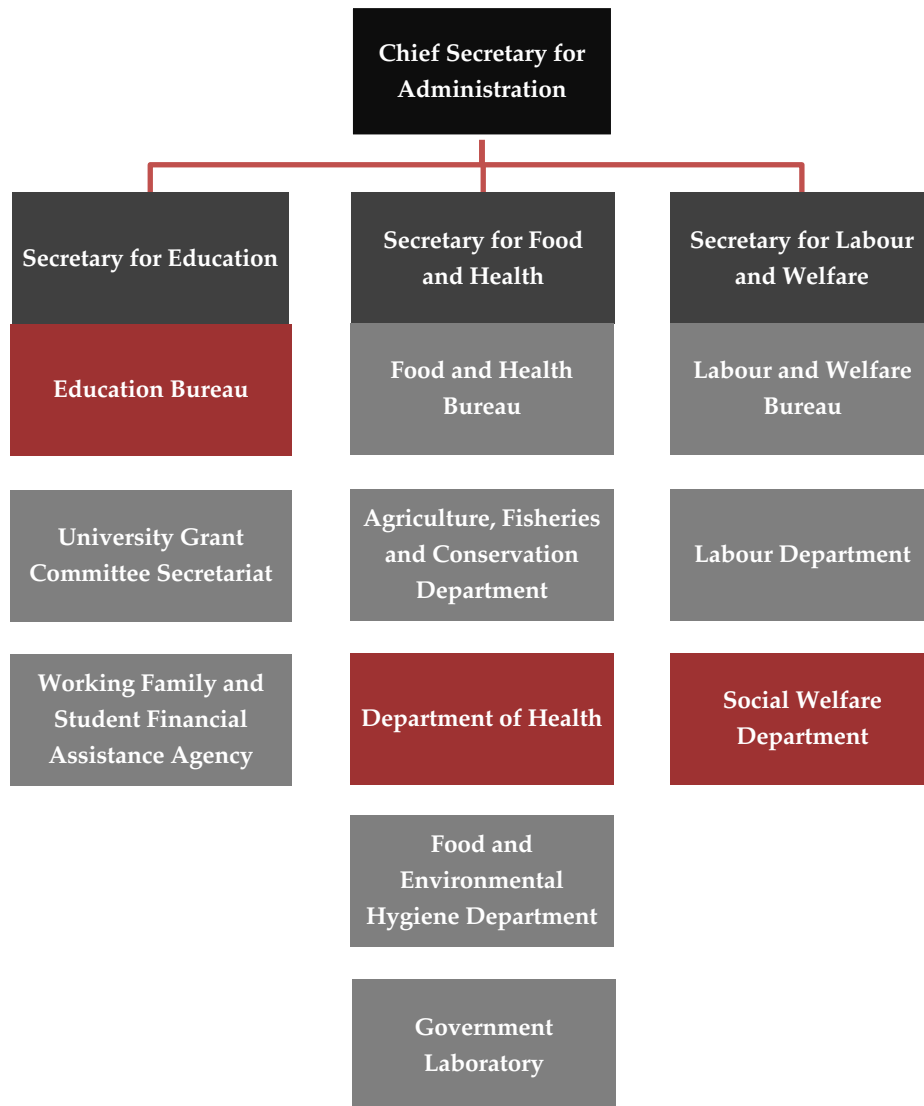 Chief Secretary for
Administration
Secretary for Education
Secretary for Food
and Health
Secretary for Labour
and Welfare
Education Bureau
Food and Health
Bureau
Labour and Welfare
Bureau
University Grant
Committee Secretariat
Agriculture, Fisheries
and Conservation
Department
Labour Department
Working Family and
Student Financial
Assistance Agency
Department of Health
Social Welfare
Department
Food and
Environmental
Hygiene Department
Government
Laboratory